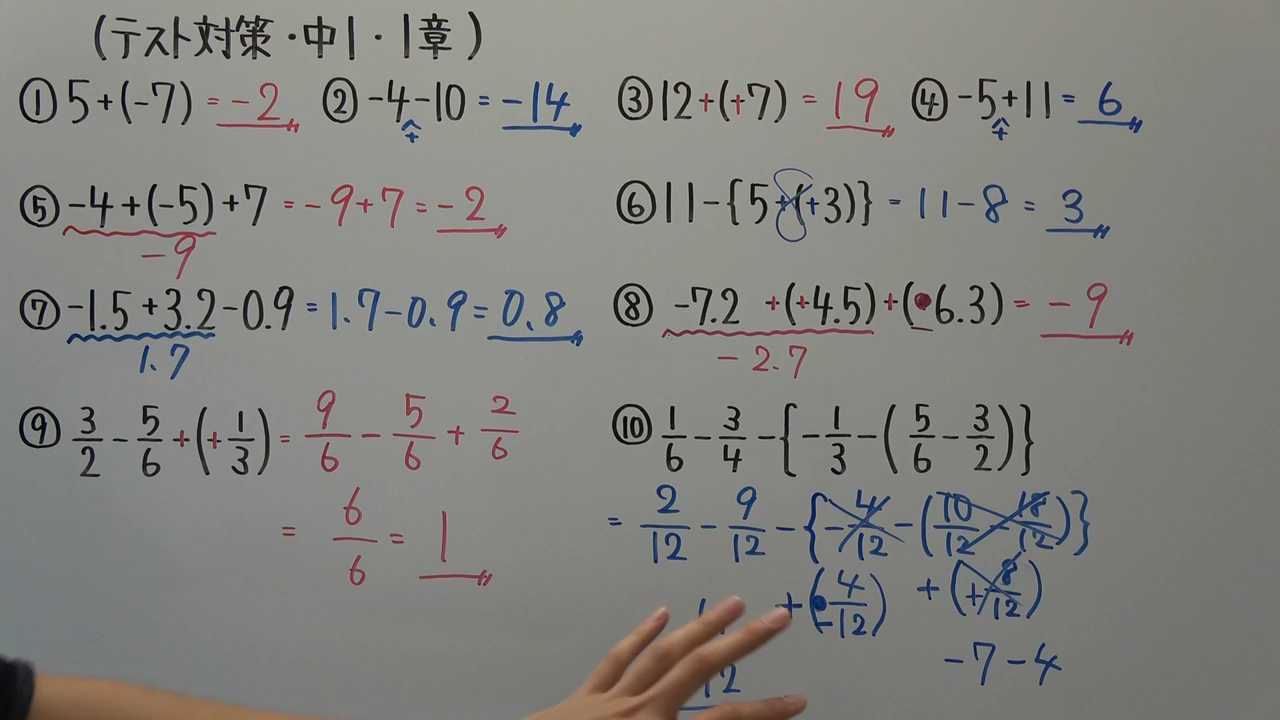 (テスト対策・中1・1章)
① 5+(-7) = -2 ② -4-10 = -14 ③ 12+(+7) = 19 ④ -5+11 = 6
+ +
⑤ -4+(-5)+7 = -9+7 = -2 ⑥ 11-{5+(+3)} = 11-8 = 3
-9
⑦ -1.5+3.2-0.9 = 1.7-0.9 = 0.8 ⑧ -7.2 +(+4.5)+(-6.3) = -9
1.7 -2.7
⑨ 3/2 - 5/6 + (+1/3) = 9/6 - 5/6 + 2/6 ⑩ 1/6 - 3/4 - {-1/3 - (5/6 - 3/2)}
= 6/6 = 1 = 2/12 - 9/12 - {-4/12 - (10/12 - 18/12)}
+(-4/12) +(+8/12)
-7-4
12